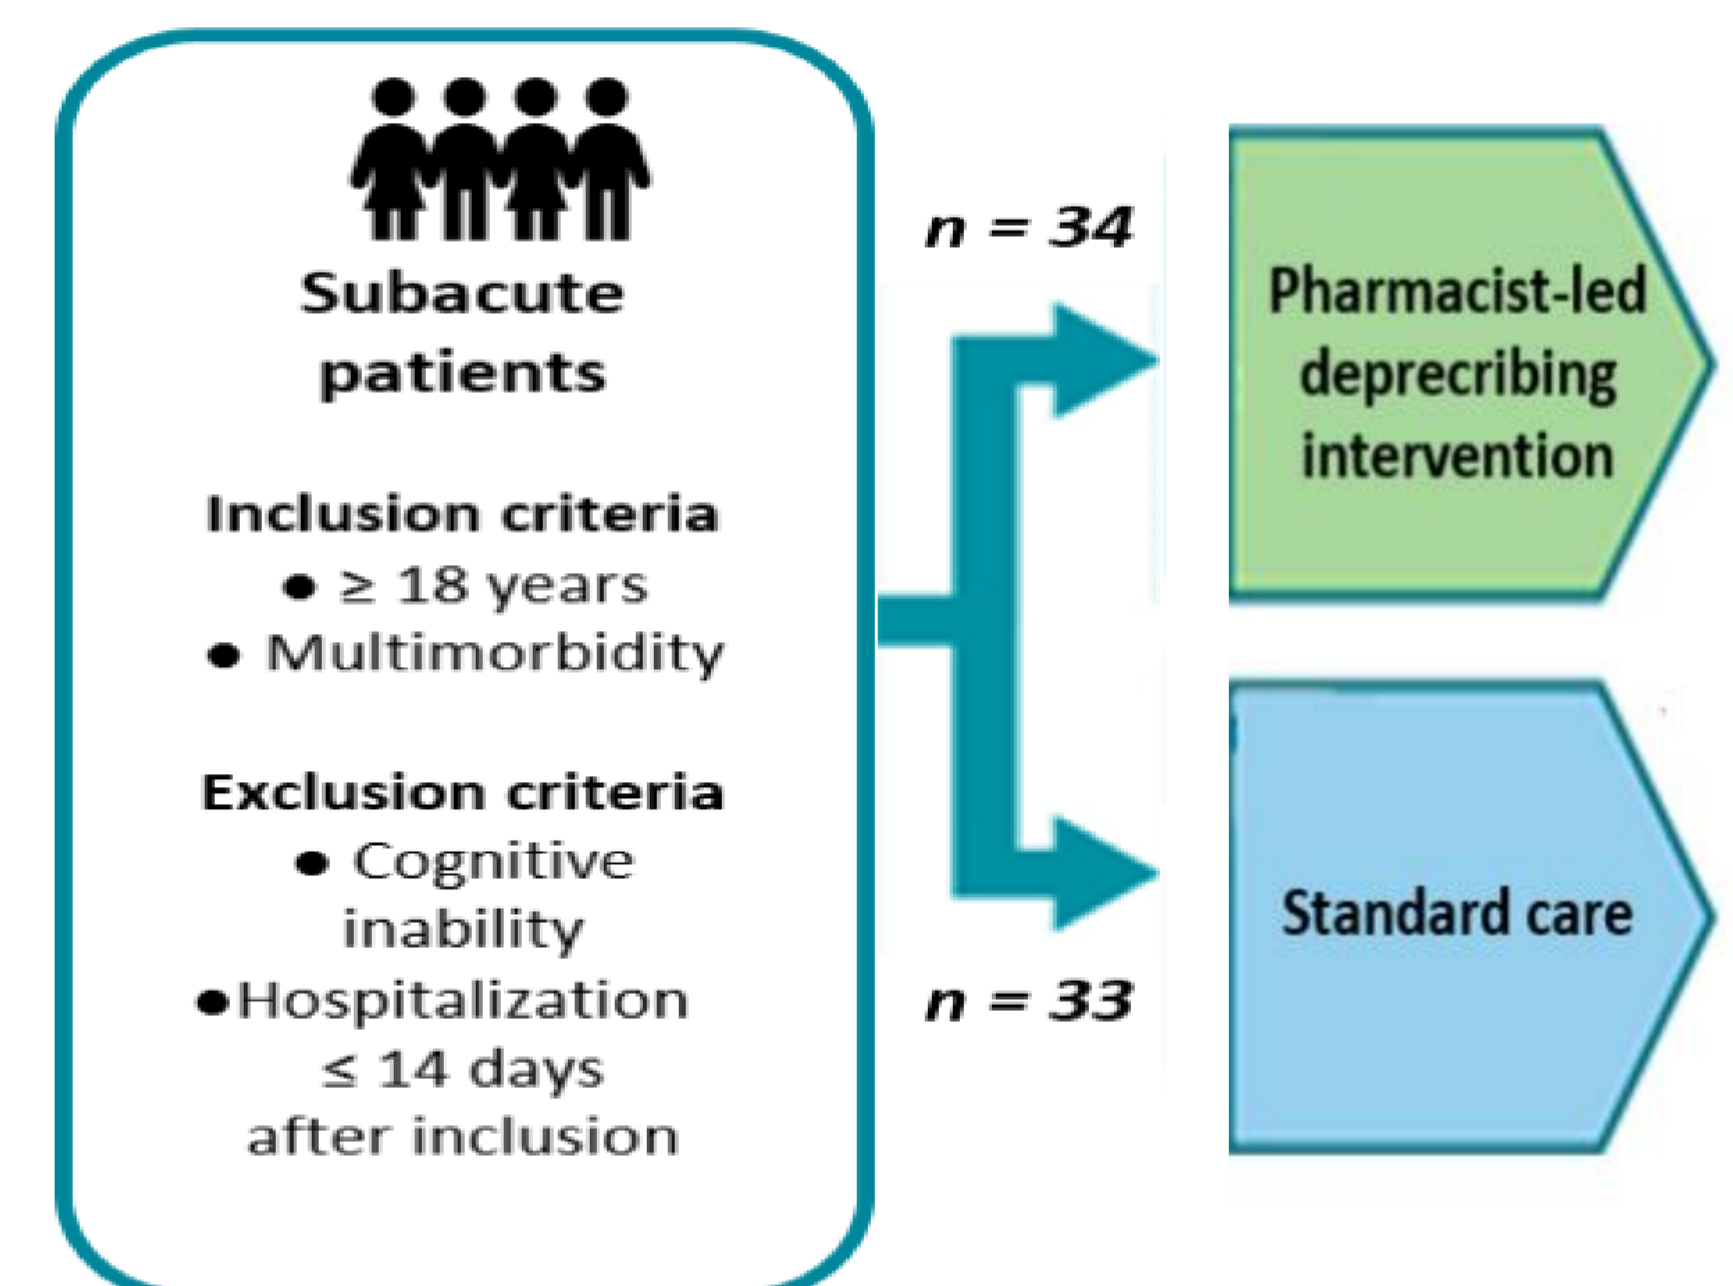 Subacute
patients
Inclusion criteria
● ≥ 18 years
● Multimorbidity
Exclusion criteria
● Cognitive
inability
●Hospitalization
≤ 14 days
after inclusion
n = 34
n = 33
Pharmacist-led
deprecribing
intervention
Standard care